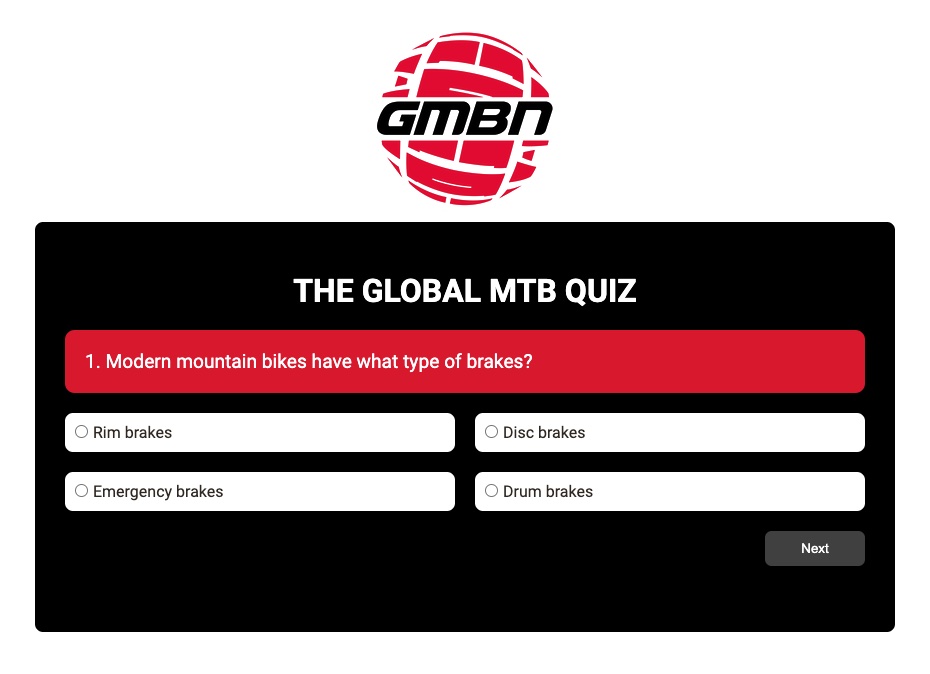 GMBN
THE GLOBAL MTB QUIZ
1. Modern mountain bikes have what type of brakes?
Rim brakes
Disc brakes
Emergency brakes
Drum brakes
Next